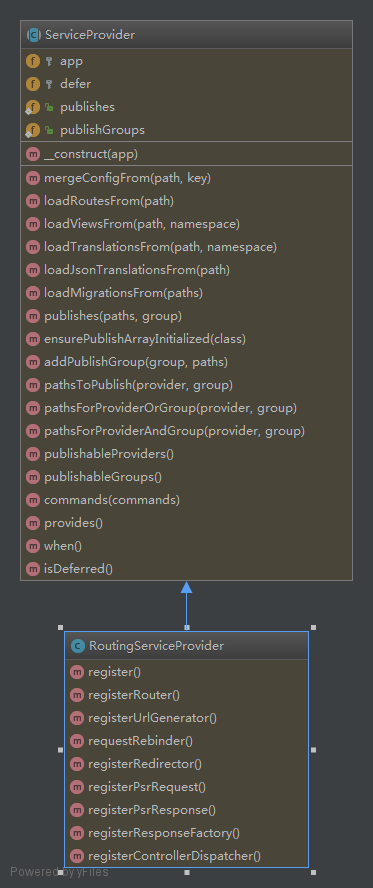 ServiceProvider
app
defer
publishes
publishGroups
__construct(app)
mergeConfigFrom(path, key)
loadRoutesFrom(path)
loadViewsFrom(path, namespace)
loadTranslationsFrom(path, namespace)
loadJsonTranslationsFrom(path)
loadMigrationsFrom(paths)
publishes(paths, group)
ensurePublishArrayInitialized(class)
addPublishGroup(group, paths)
pathsToPublish(provider, group)
pathsForProviderOrGroup(provider, group)
pathsForProviderAndGroup(provider, group)
publishableProviders()
publishableGroups()
commands(commands)
provides()
when()
isDeferred()
RoutingServiceProvider
register()
registerRouter()
registerUrlGenerator()
requestRebinder()
registerRedirector()
registerPsrRequest()
registerPsrResponse()
registerResponseFactory()
registerControllerDispatcher()
Powered by yFiles